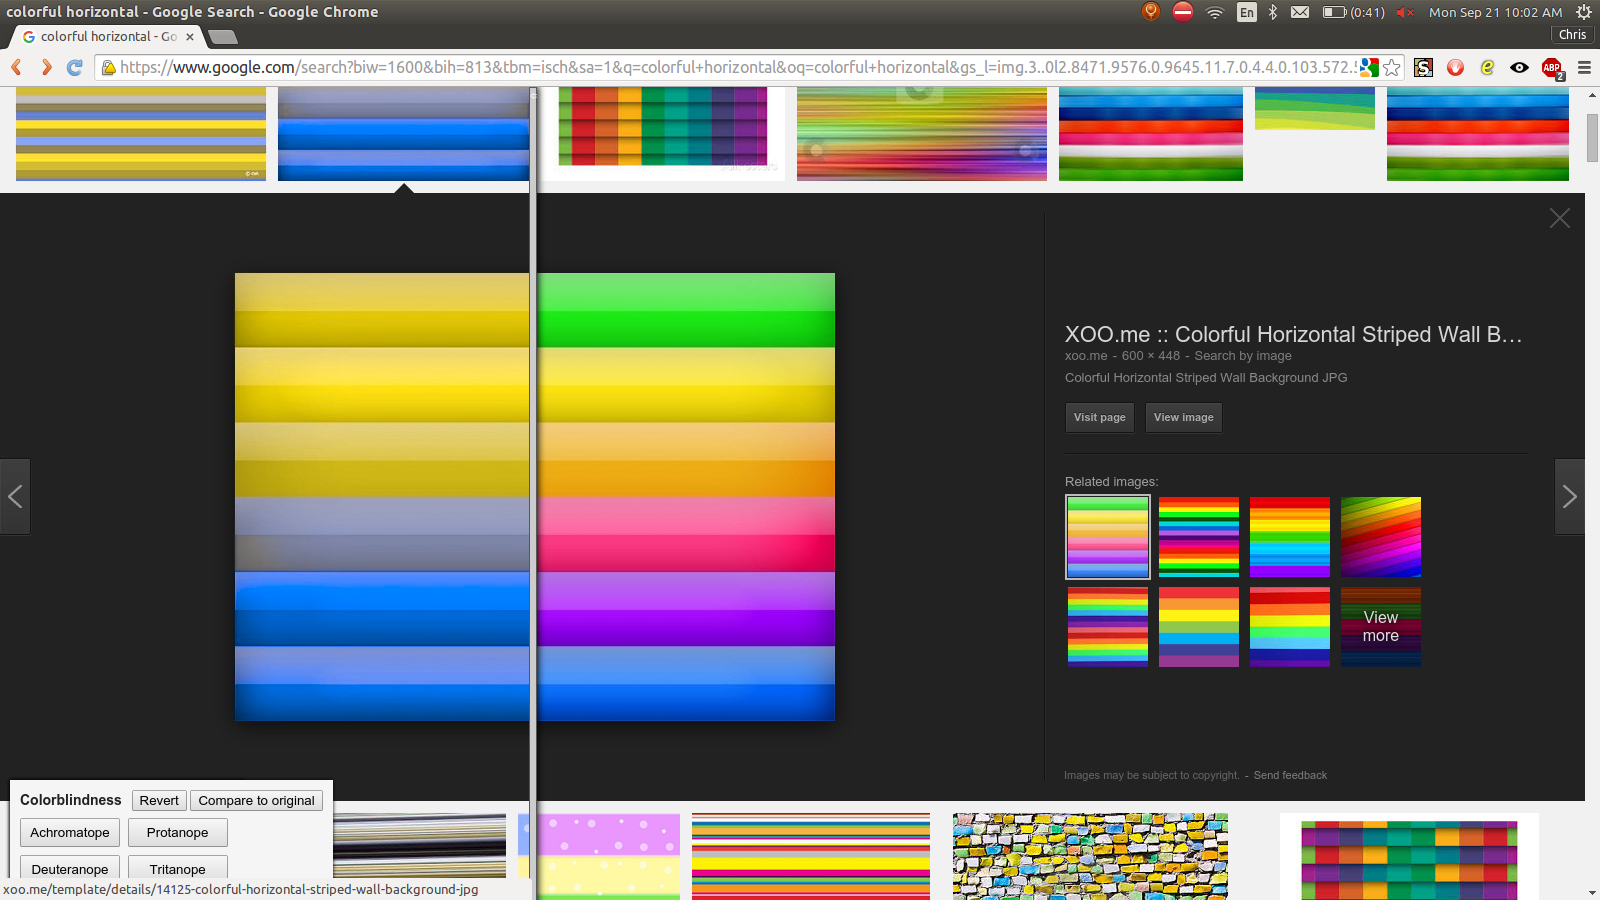 colorful horizontal - Google Search - Google Chrome
En
(0:41)
Mon Sep 21 10:02 AM
colorful horizontal - Go
Chris
https://www.google.com/search?biw=1600&bih=813&tbm=isch&sa=1&q=colorful+horizontal&oq=colorful+horizontal&gs_l=img.3..0l2.8471.9576.0.9645.11.7.0.4.4.0.103.572.5
ABP
2
XOO.me :: Colorful Horizontal Striped Wall B...
xoo.me - 600 × 448 - Search by image
Colorful Horizontal Striped Wall Background JPG
Visit page
View image
Related images:
View
more
Images may be subject to copyright. - Send feedback
Colorblindness
Revert
Compare to original
Achromatope
Protanope
Deuteranope
Tritanope
xoo.me/template/details/14125-colorful-horizontal-striped-wall-background-jpg